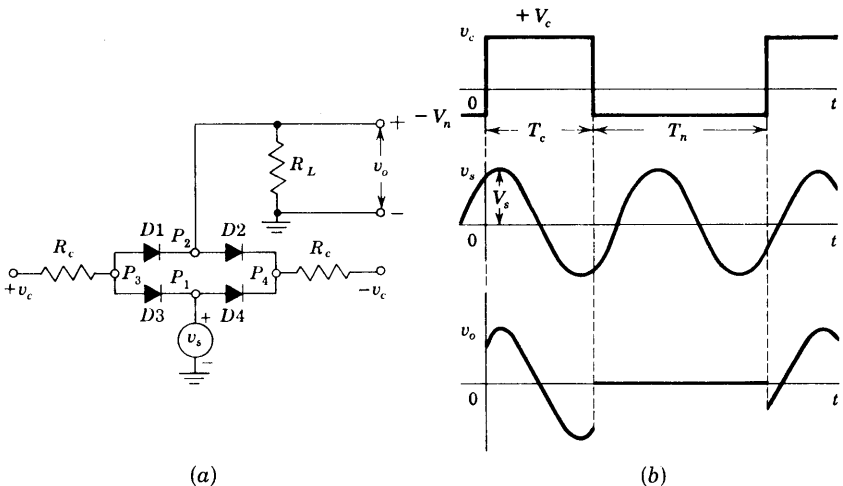 + V_c
v_c
0
t
− V_n
T_c
T_n
+
R_L
v_o
−
v_s
V_s
0
t
D1
P_2
D2
R_c
P_3
P_1
P_4
R_c
+v_c
D3
+
D4
−v_c
v_s
−
v_o
0
t
(a)
(b)